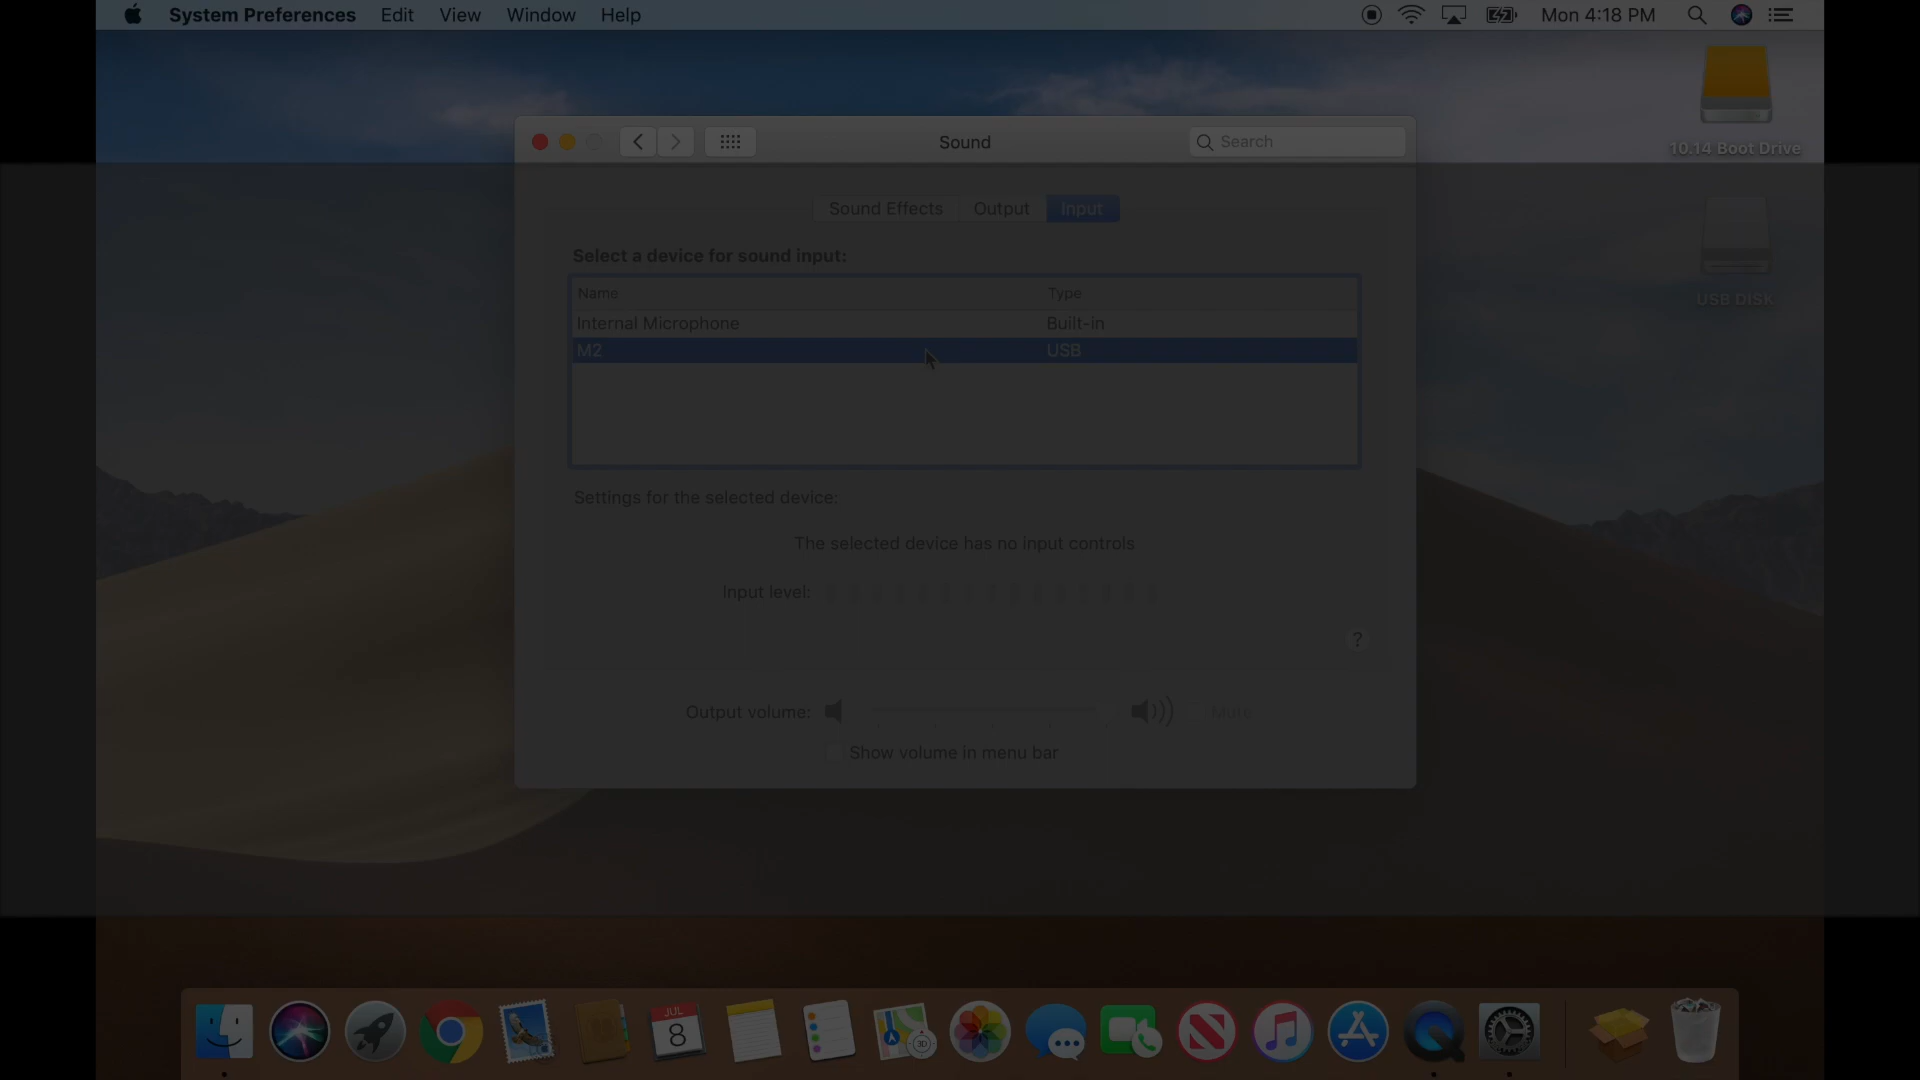 System Preferences Edit View Window Help Mon 4:18 PM
10.14 Boot Drive
USB DISK
Sound
Search
Sound Effects Output Input
Select a device for sound input:
Name Type
Internal Microphone Built-in
M2 USB
Settings for the selected device:
The selected device has no input controls
Input level:
?
Output volume: Mute
Show volume in menu bar
JUL
8
3D